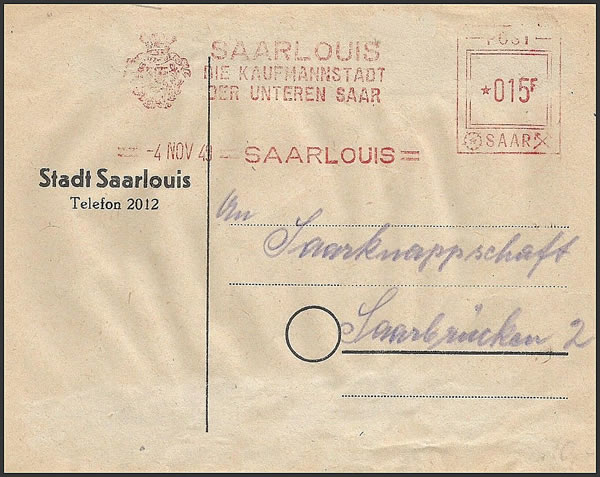 SAARLOUIS
DIE KAUFMANNSTADT
DER UNTEREN SAAR
POST
*015F
SAAR
-4 NOV 4
SAARLOUIS
Stadt Saarlouis
Telefon 2012
An
Saarknappschaft
Saarbrücken 2